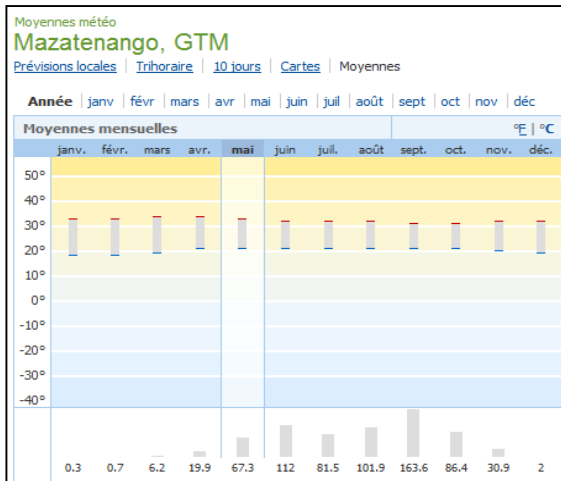 Moyennes météo
Mazatenango, GTM
Prévisions locales | Trihoraire | 10 jours | Cartes | Moyennes
Année | janv | févr | mars | avr | mai | juin | juil | août | sept | oct | nov | déc
Moyennes mensuelles °F | °C
janv. févr. mars avr. mai juin juil. août sept. oct. nov. déc.
50°
40°
30°
20°
10°
0°
-10°
-20°
-30°
-40°
0.3 0.7 6.2 19.9 67.3 112 81.5 101.9 163.6 86.4 30.9 2